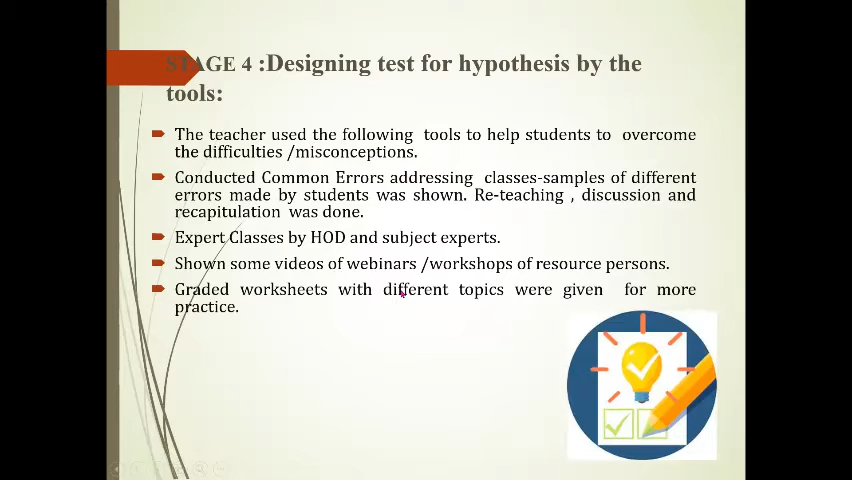 STAGE 4 :Designing test for hypothesis by the
tools:
The teacher used the following tools to help students to overcome
the difficulties /misconceptions.
Conducted Common Errors addressing classes-samples of different
errors made by students was shown. Re-teaching , discussion and
recapitulation was done.
Expert Classes by HOD and subject experts.
Shown some videos of webinars /workshops of resource persons.
Graded worksheets with different topics were given for more
practice.